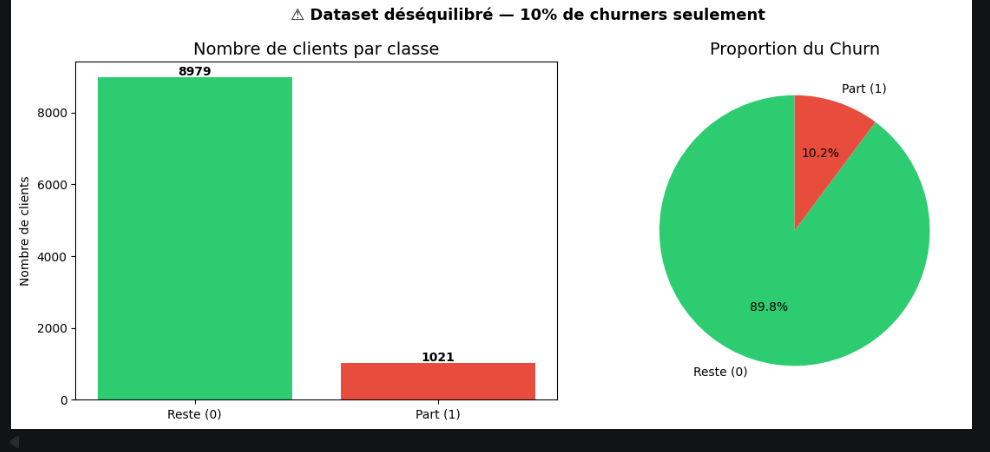 ⚠ Dataset déséquilibré — 10% de churners seulement
Nombre de clients par classe
Nombre de clients
8000
6000
4000
2000
0
8979
1021
Reste (0)
Part (1)
Proportion du Churn
Part (1)
10.2%
89.8%
Reste (0)